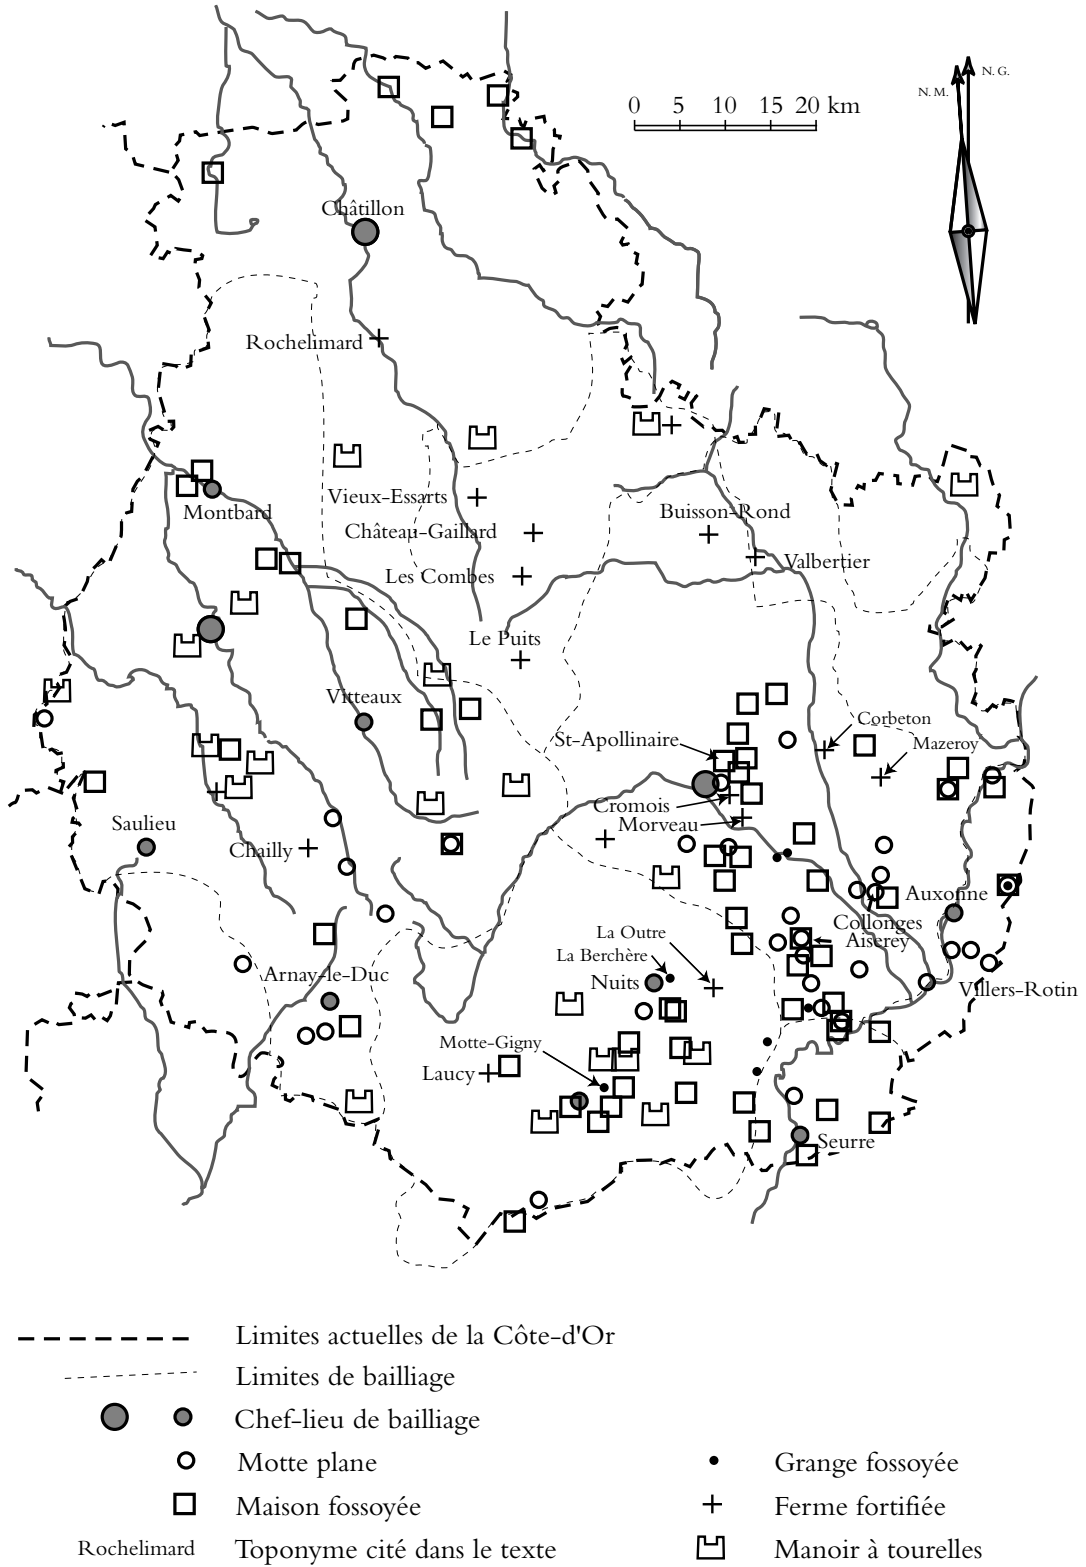 N. G.
N. M.
0 5 10 15 20 km
Châtillon
Rochelimard
Vieux-Essarts
Montbard
Buisson-Rond
Château-Gaillard
Valbertier
Les Combes
Le Puits
Vitteaux
Corbeton
St-Apollinaire
Mazeroy
Cromois
Morveau
Saulieu
Chailly
Auxonne
Collonges
La Outre
Aiserey
La Berchère
Arnay-le-Duc
Nuits
Villers-Rotin
Motte-Gigny
Laucy
Seurre
Limites actuelles de la Côte-d'Or
Limites de bailliage
Chef-lieu de bailliage
Motte plane
Grange fossoyée
Maison fossoyée
Ferme fortifiée
Rochelimard Toponyme cité dans le texte
Manoir à tourelles